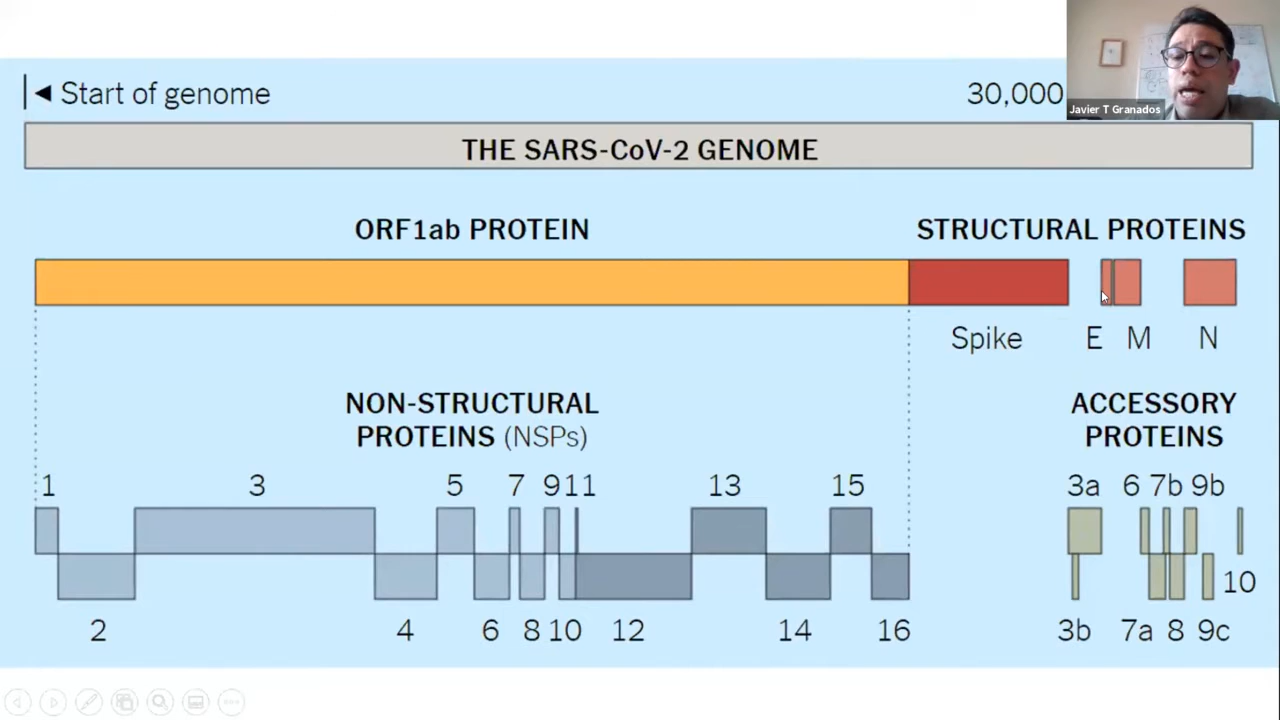 Start of genome
30,000
Javier T Granados
THE SARS-CoV-2 GENOME
ORF1ab PROTEIN
STRUCTURAL PROTEINS
Spike
E
M
N
NON-STRUCTURAL
PROTEINS (NSPs)
ACCESSORY
PROTEINS
1
3
5
7
9
11
13
15
3a
6
7b
9b
10
2
4
6
8
10
12
14
16
3b
7a
8
9c